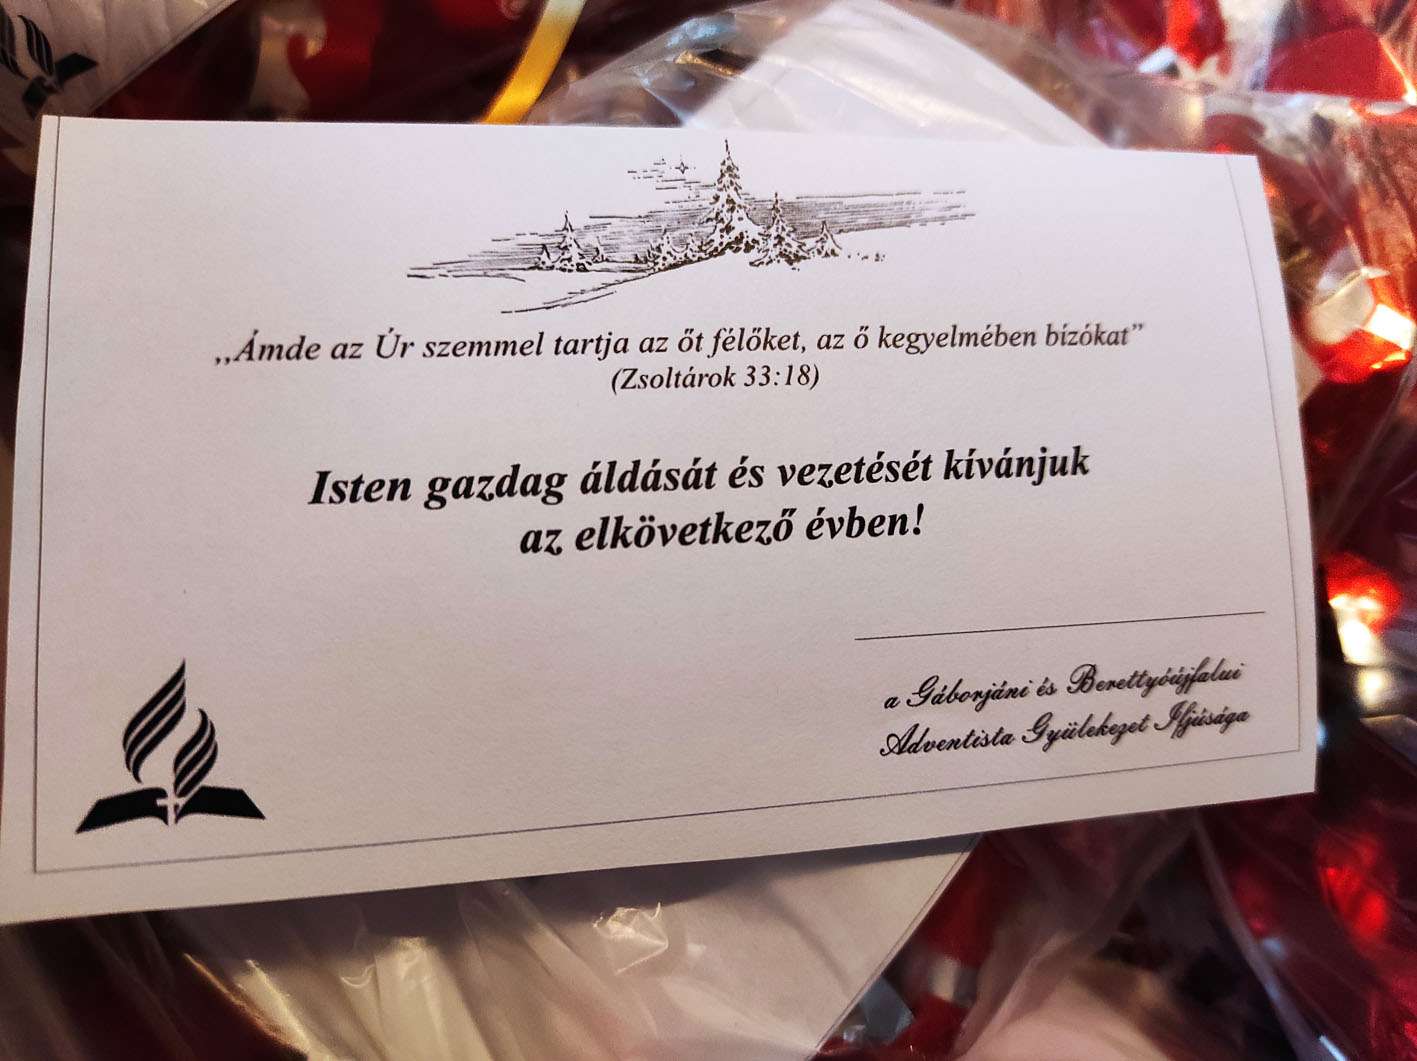 „Ámde az Úr szemmel tartja az őt félőket, az ő kegyelmében bízókat”
(Zsoltárok 33:18)
Isten gazdag áldását és vezetését kívánjuk
az elkövetkező évben!
a Gáborjáni és Berettyóújfalui
Adventista Gyülekezet Ifjúsága